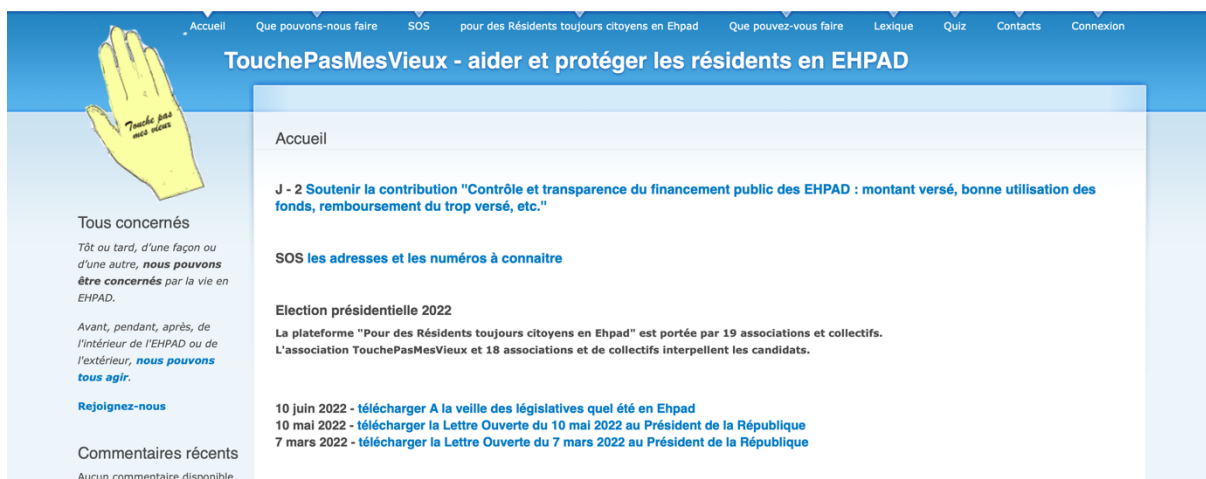 Accueil
Que pouvons-nous faire
SOS
pour des Résidents toujours citoyens en Ehpad
Que pouvez-vous faire
Lexique
Quiz
Contacts
Connexion
TouchePasMesVieux - aider et protéger les résidents en EHPAD
Touche pas
mes vieux
Tous concernés
Tôt ou tard, d'une façon ou
d'une autre, nous pouvons
être concernés par la vie en
EHPAD.
Avant, pendant, après, de
l'intérieur de l'EHPAD ou de
l'extérieur, nous pouvons
tous agir.
Rejoignez-nous
Commentaires récents
Aucun commentaire disponible.
Accueil
J - 2 Soutenir la contribution "Contrôle et transparence du financement public des EHPAD : montant versé, bonne utilisation des
fonds, remboursement du trop versé, etc."
SOS les adresses et les numéros à connaitre
Election présidentielle 2022
La plateforme "Pour des Résidents toujours citoyens en Ehpad" est portée par 19 associations et collectifs.
L'association TouchePasMesVieux et 18 associations et de collectifs interpellent les candidats.
10 juin 2022 - télécharger A la veille des législatives quel été en Ehpad
10 mai 2022 - télécharger la Lettre Ouverte du 10 mai 2022 au Président de la République
7 mars 2022 - télécharger la Lettre Ouverte du 7 mars 2022 au Président de la République